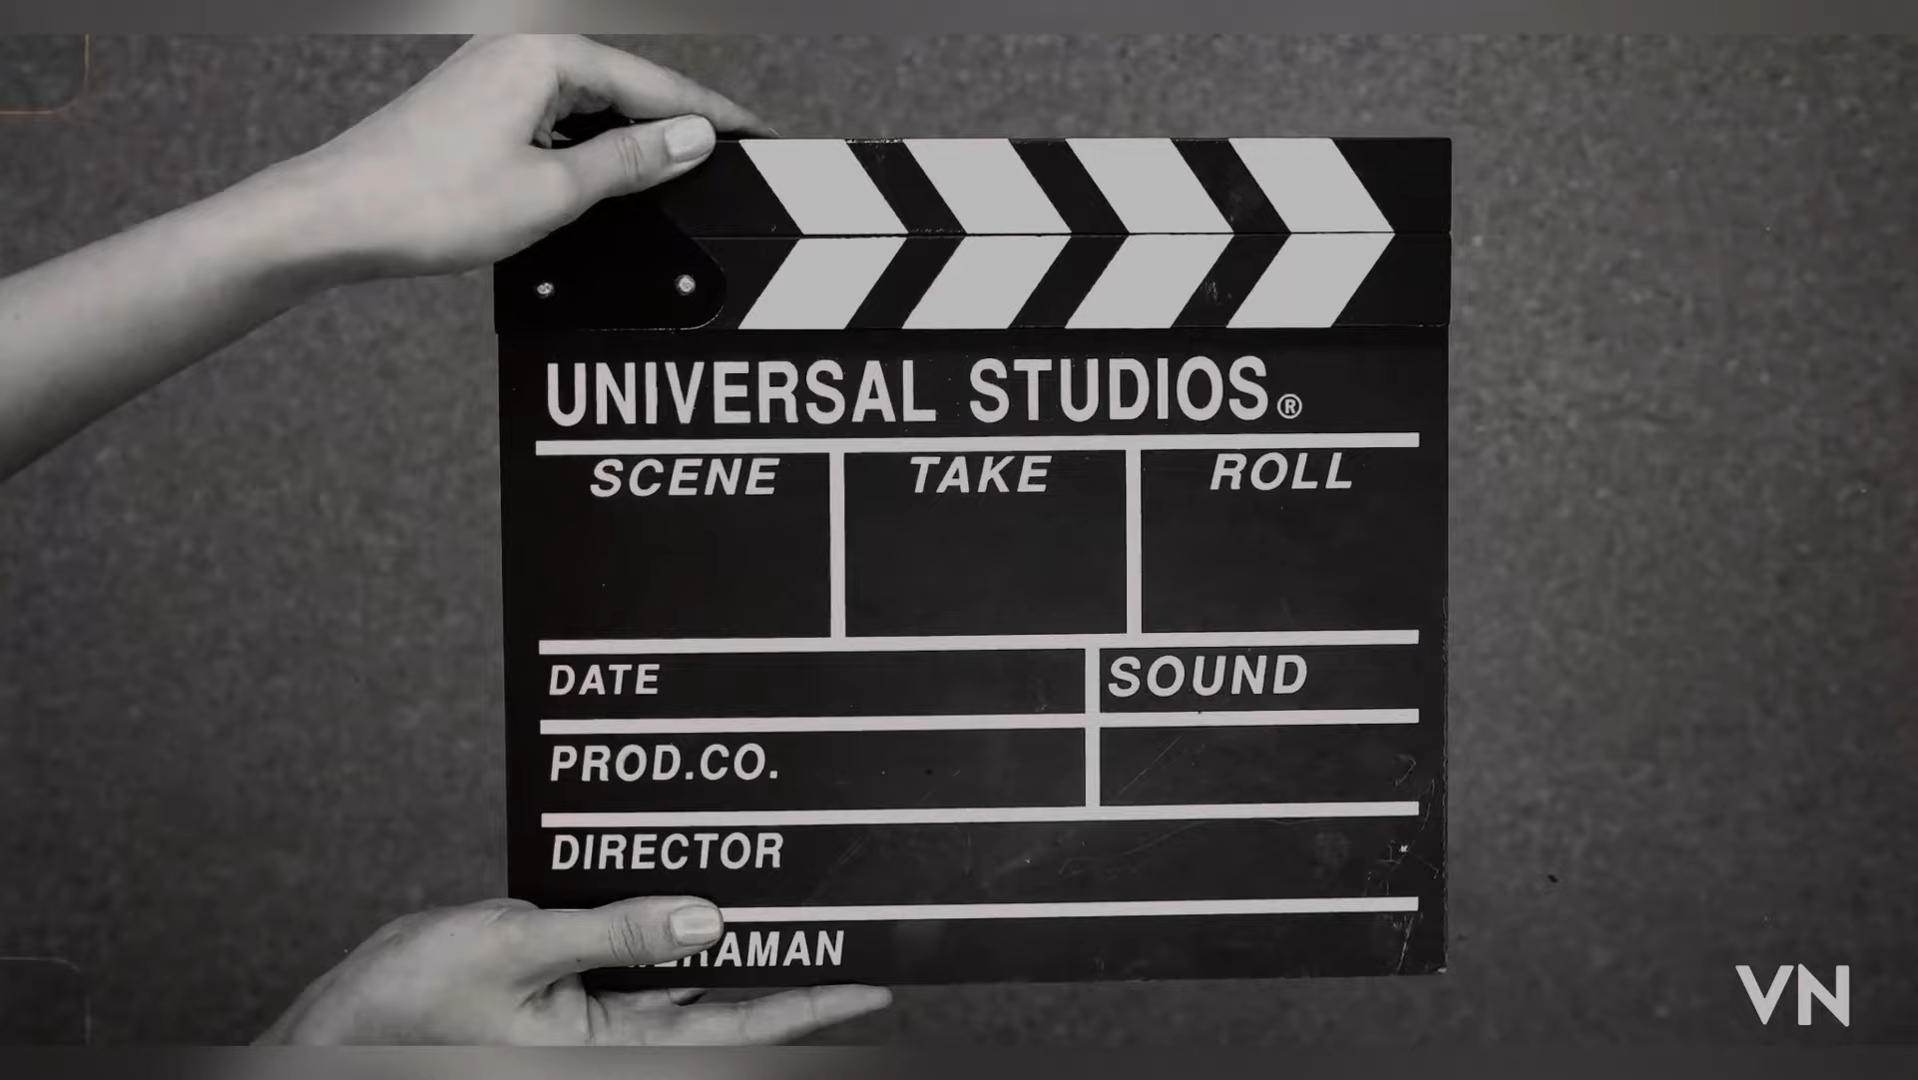 UNIVERSAL STUDIOS®
SCENE TAKE ROLL
DATE SOUND
PROD.CO.
DIRECTOR
VN